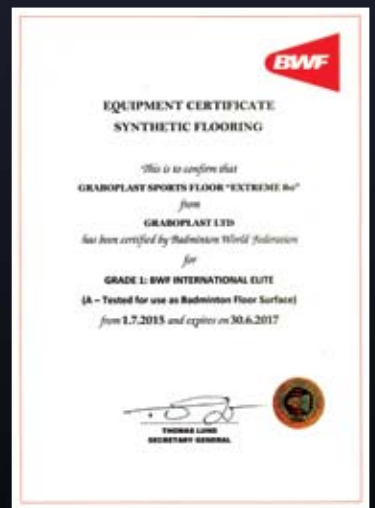 BWF
EQUIPMENT CERTIFICATE
SYNTHETIC FLOORING
This is to confirm that
GRABOPLAST SPORTS FLOOR "EXTREME
from
GRABOPLAST LTD
has been certified by Badminton World Federation
for
GRADE 1: BWF INTERNATIONAL ELITE
(A – Tested for use as Badminton Floor Surface)
from 1.7.2015 and expires on 30.6.2017
THOMAS LUND
SECRETARY GENERAL